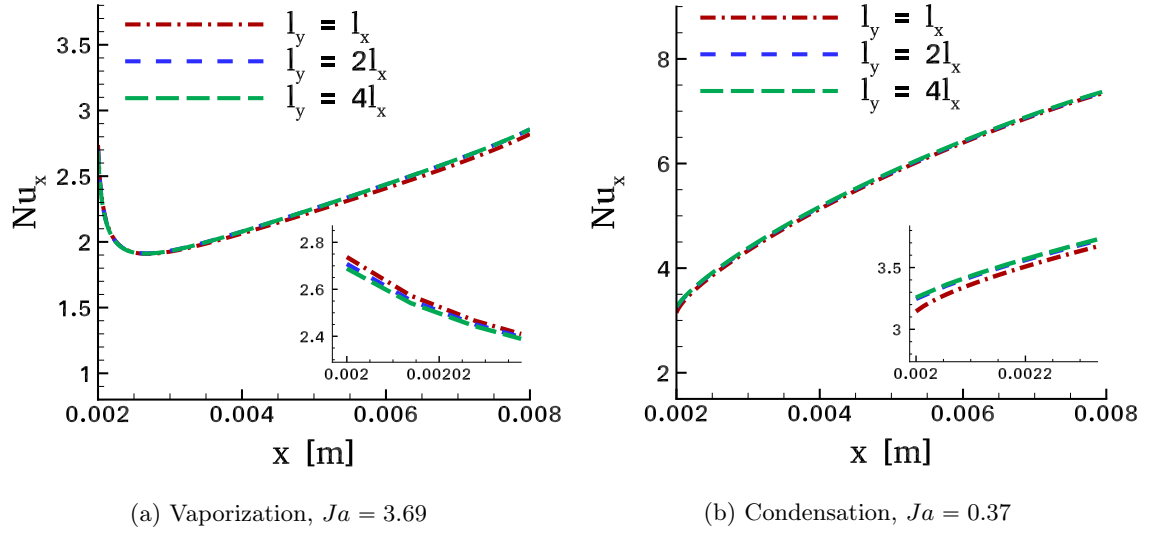 l_y = l_x
l_y = 2l_x
l_y = 4l_x
3.5
3
2.5
2
1.5
1
Nu_x
0.002
0.004
0.006
0.008
x [m]
2.8
2.6
2.4
0.002
0.00202
(a) Vaporization, Ja = 3.69
l_y = l_x
l_y = 2l_x
l_y = 4l_x
8
6
4
2
Nu_x
0.002
0.004
0.006
0.008
x [m]
3.5
3
0.002
0.0022
(b) Condensation, Ja = 0.37